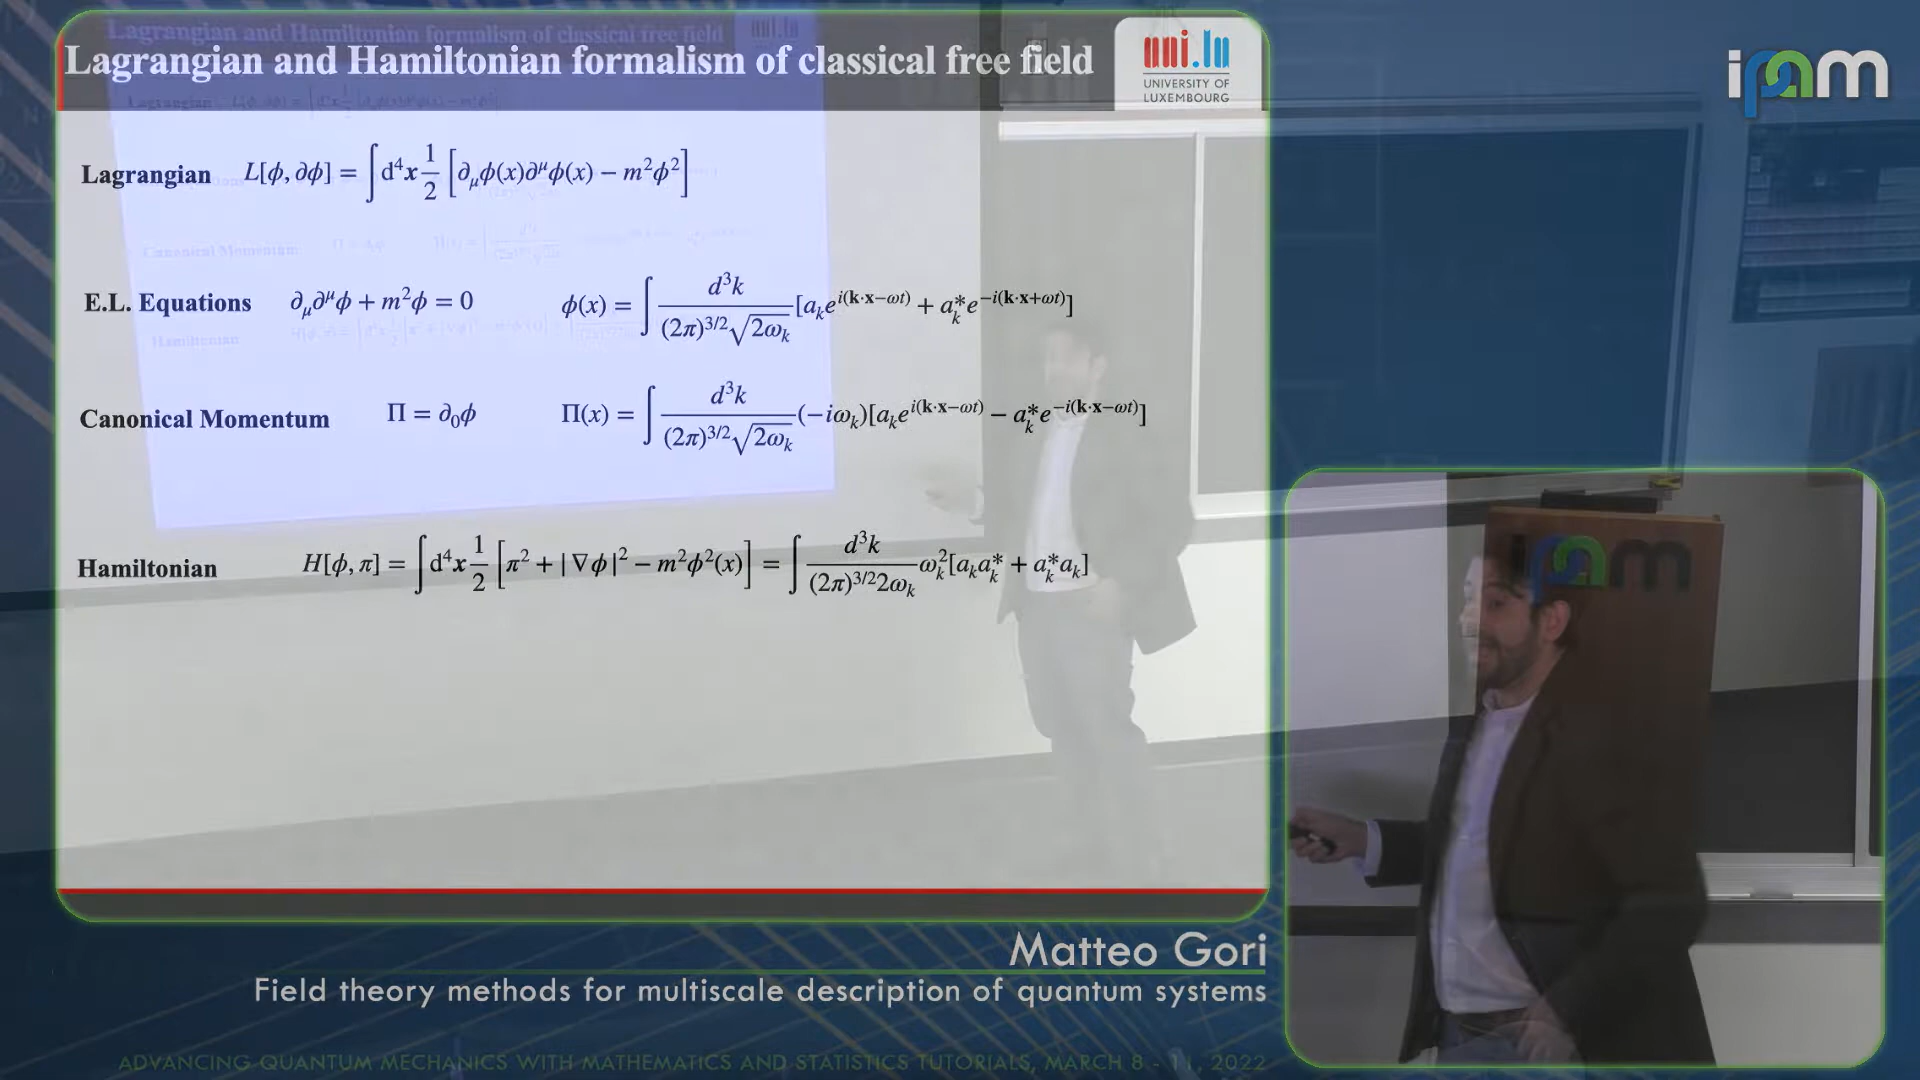 Lagrangian and Hamiltonian formalism of classical free field
uni.lu
UNIVERSITY OF
LUXEMBOURG
ipam
Lagrangian L[ϕ, ∂ϕ] = ∫ d⁴x 1/2 [∂_μϕ(x)∂^μϕ(x) − m²ϕ²]
E.L. Equations ∂_μ∂^μϕ + m²ϕ = 0 ϕ(x) = ∫ d³k/((2π)^{3/2}√(2ω_k)) [a_k e^{i(k·x−ωt)} + a_k^* e^{−i(k·x+ωt)}]
Canonical Momentum Π = ∂₀ϕ Π(x) = ∫ d³k/((2π)^{3/2}√(2ω_k)) (−iω_k)[a_k e^{i(k·x−ωt)} − a_k^* e^{−i(k·x−ωt)}]
Hamiltonian H[ϕ, π] = ∫ d⁴x 1/2 [π² + |∇ϕ|² − m²ϕ²(x)] = ∫ d³k/((2π)^{3/2}2ω_k) ω_k²[a_k a_k^* + a_k^* a_k]
ipam
Matteo Gori
Field theory methods for multiscale description of quantum systems
ADVANCING QUANTUM MECHANICS WITH MATHEMATICS AND STATISTICS TUTORIALS, MARCH 8 - 11, 2022